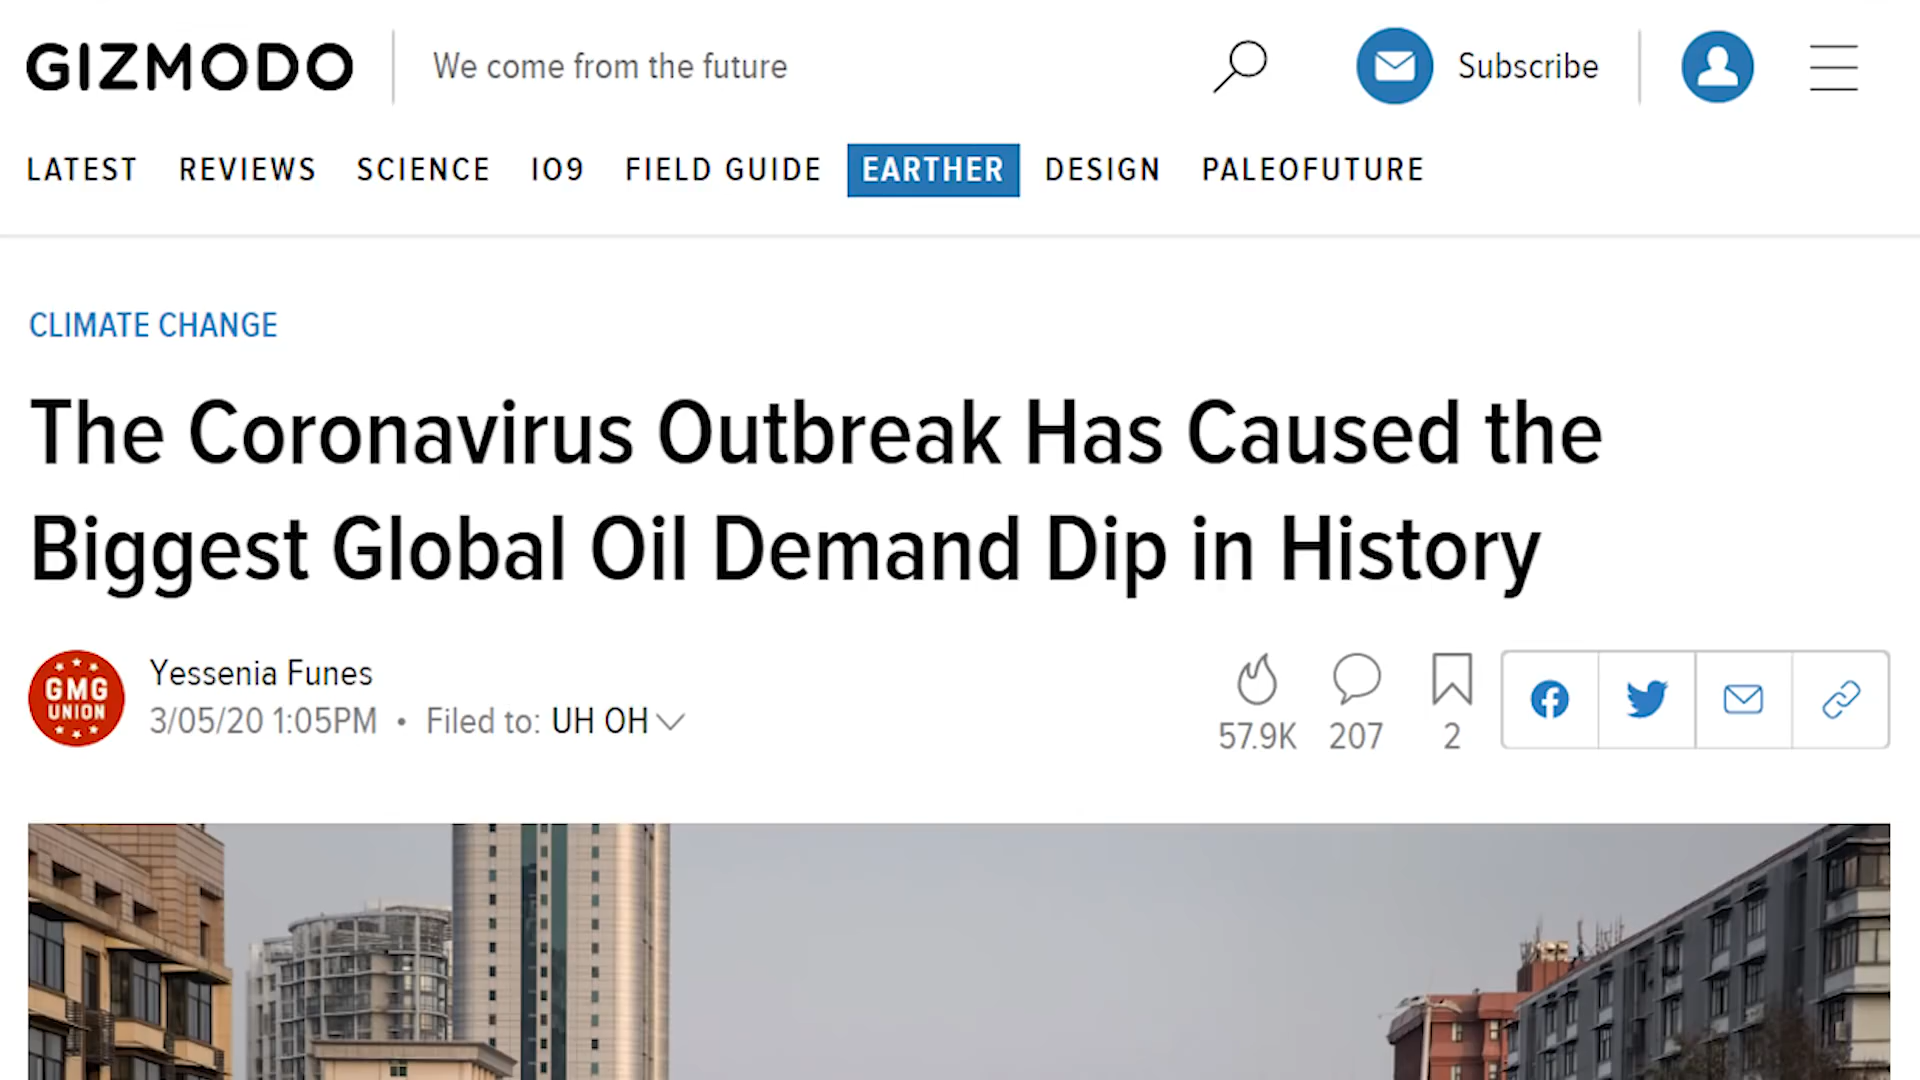 GIZMODO
We come from the future
Subscribe
LATEST REVIEWS SCIENCE IO9 FIELD GUIDE EARTHER DESIGN PALEOFUTURE
CLIMATE CHANGE
The Coronavirus Outbreak Has Caused the
Biggest Global Oil Demand Dip in History
GMG
UNION
Yessenia Funes
3/05/20 1:05PM • Filed to: UH OH
57.9K 207 2